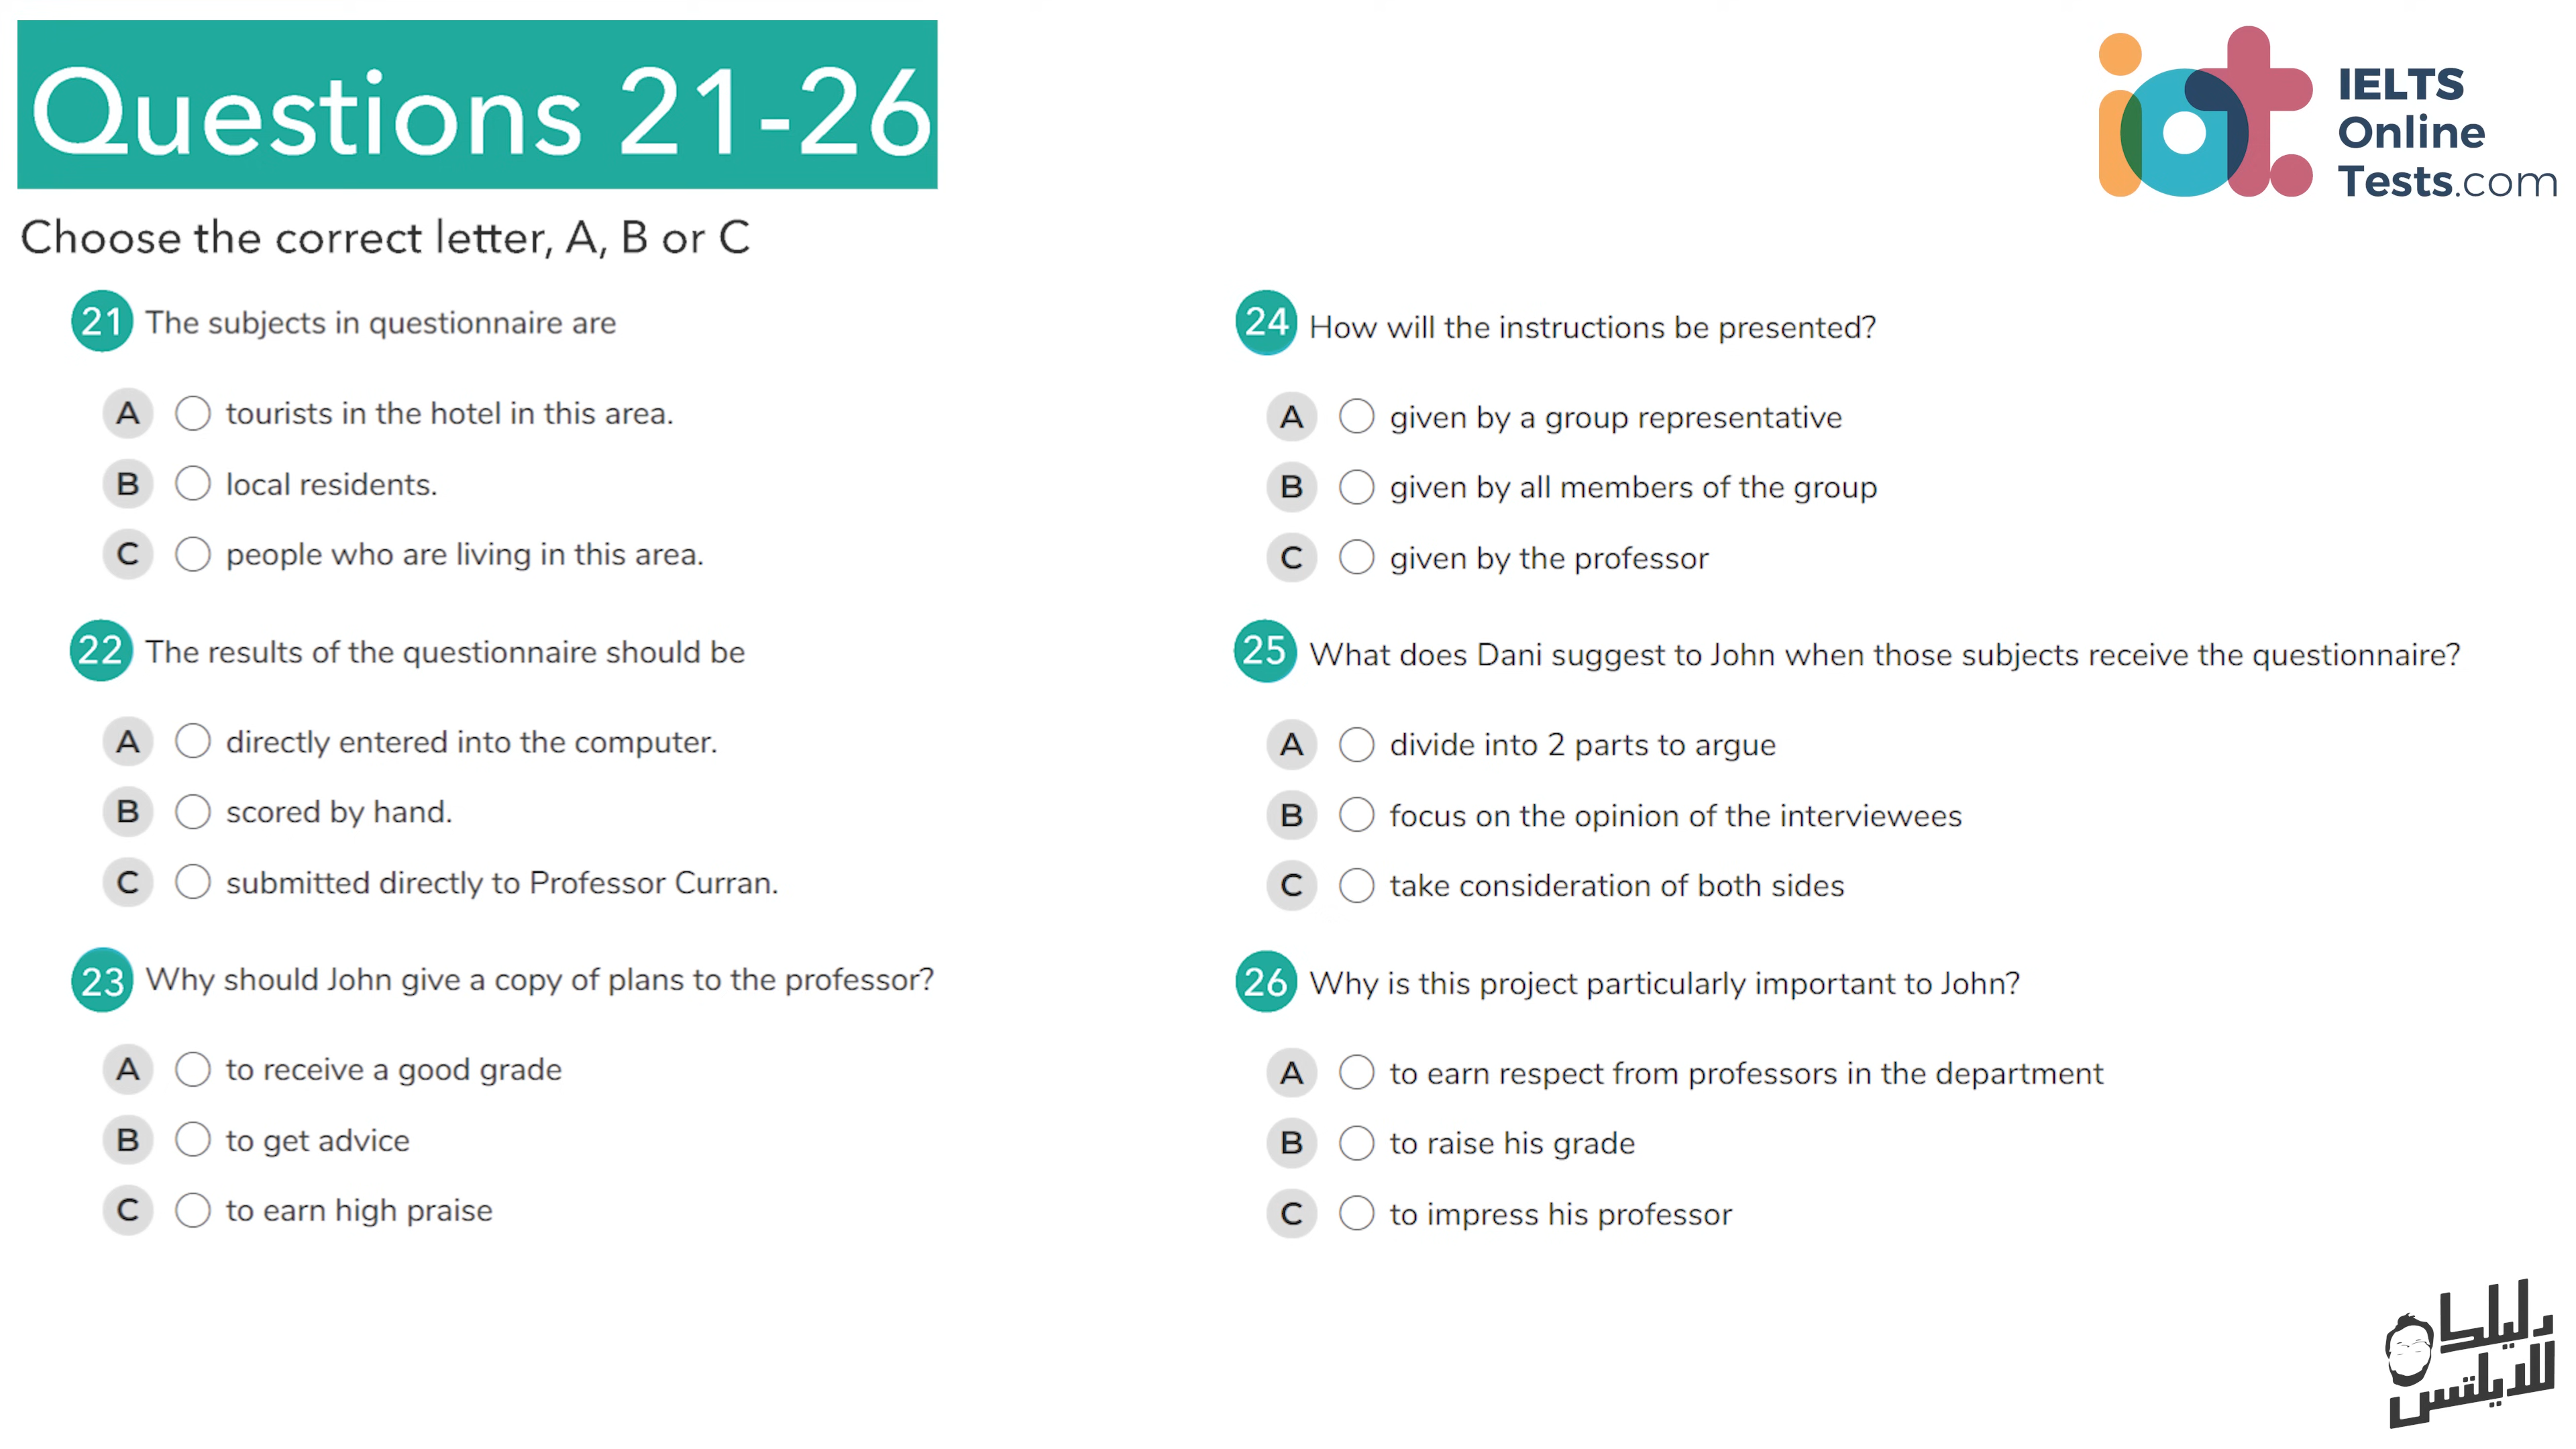 Questions 21-26
IELTS
Online
Tests.com
Choose the correct letter, A, B or C
21 The subjects in questionnaire are
A tourists in the hotel in this area.
B local residents.
C people who are living in this area.
22 The results of the questionnaire should be
A directly entered into the computer.
B scored by hand.
C submitted directly to Professor Curran.
23 Why should John give a copy of plans to the professor?
A to receive a good grade
B to get advice
C to earn high praise
24 How will the instructions be presented?
A given by a group representative
B given by all members of the group
C given by the professor
25 What does Dani suggest to John when those subjects receive the questionnaire?
A divide into 2 parts to argue
B focus on the opinion of the interviewees
C take consideration of both sides
26 Why is this project particularly important to John?
A to earn respect from professors in the department
B to raise his grade
C to impress his professor
دليلك
للايلتس